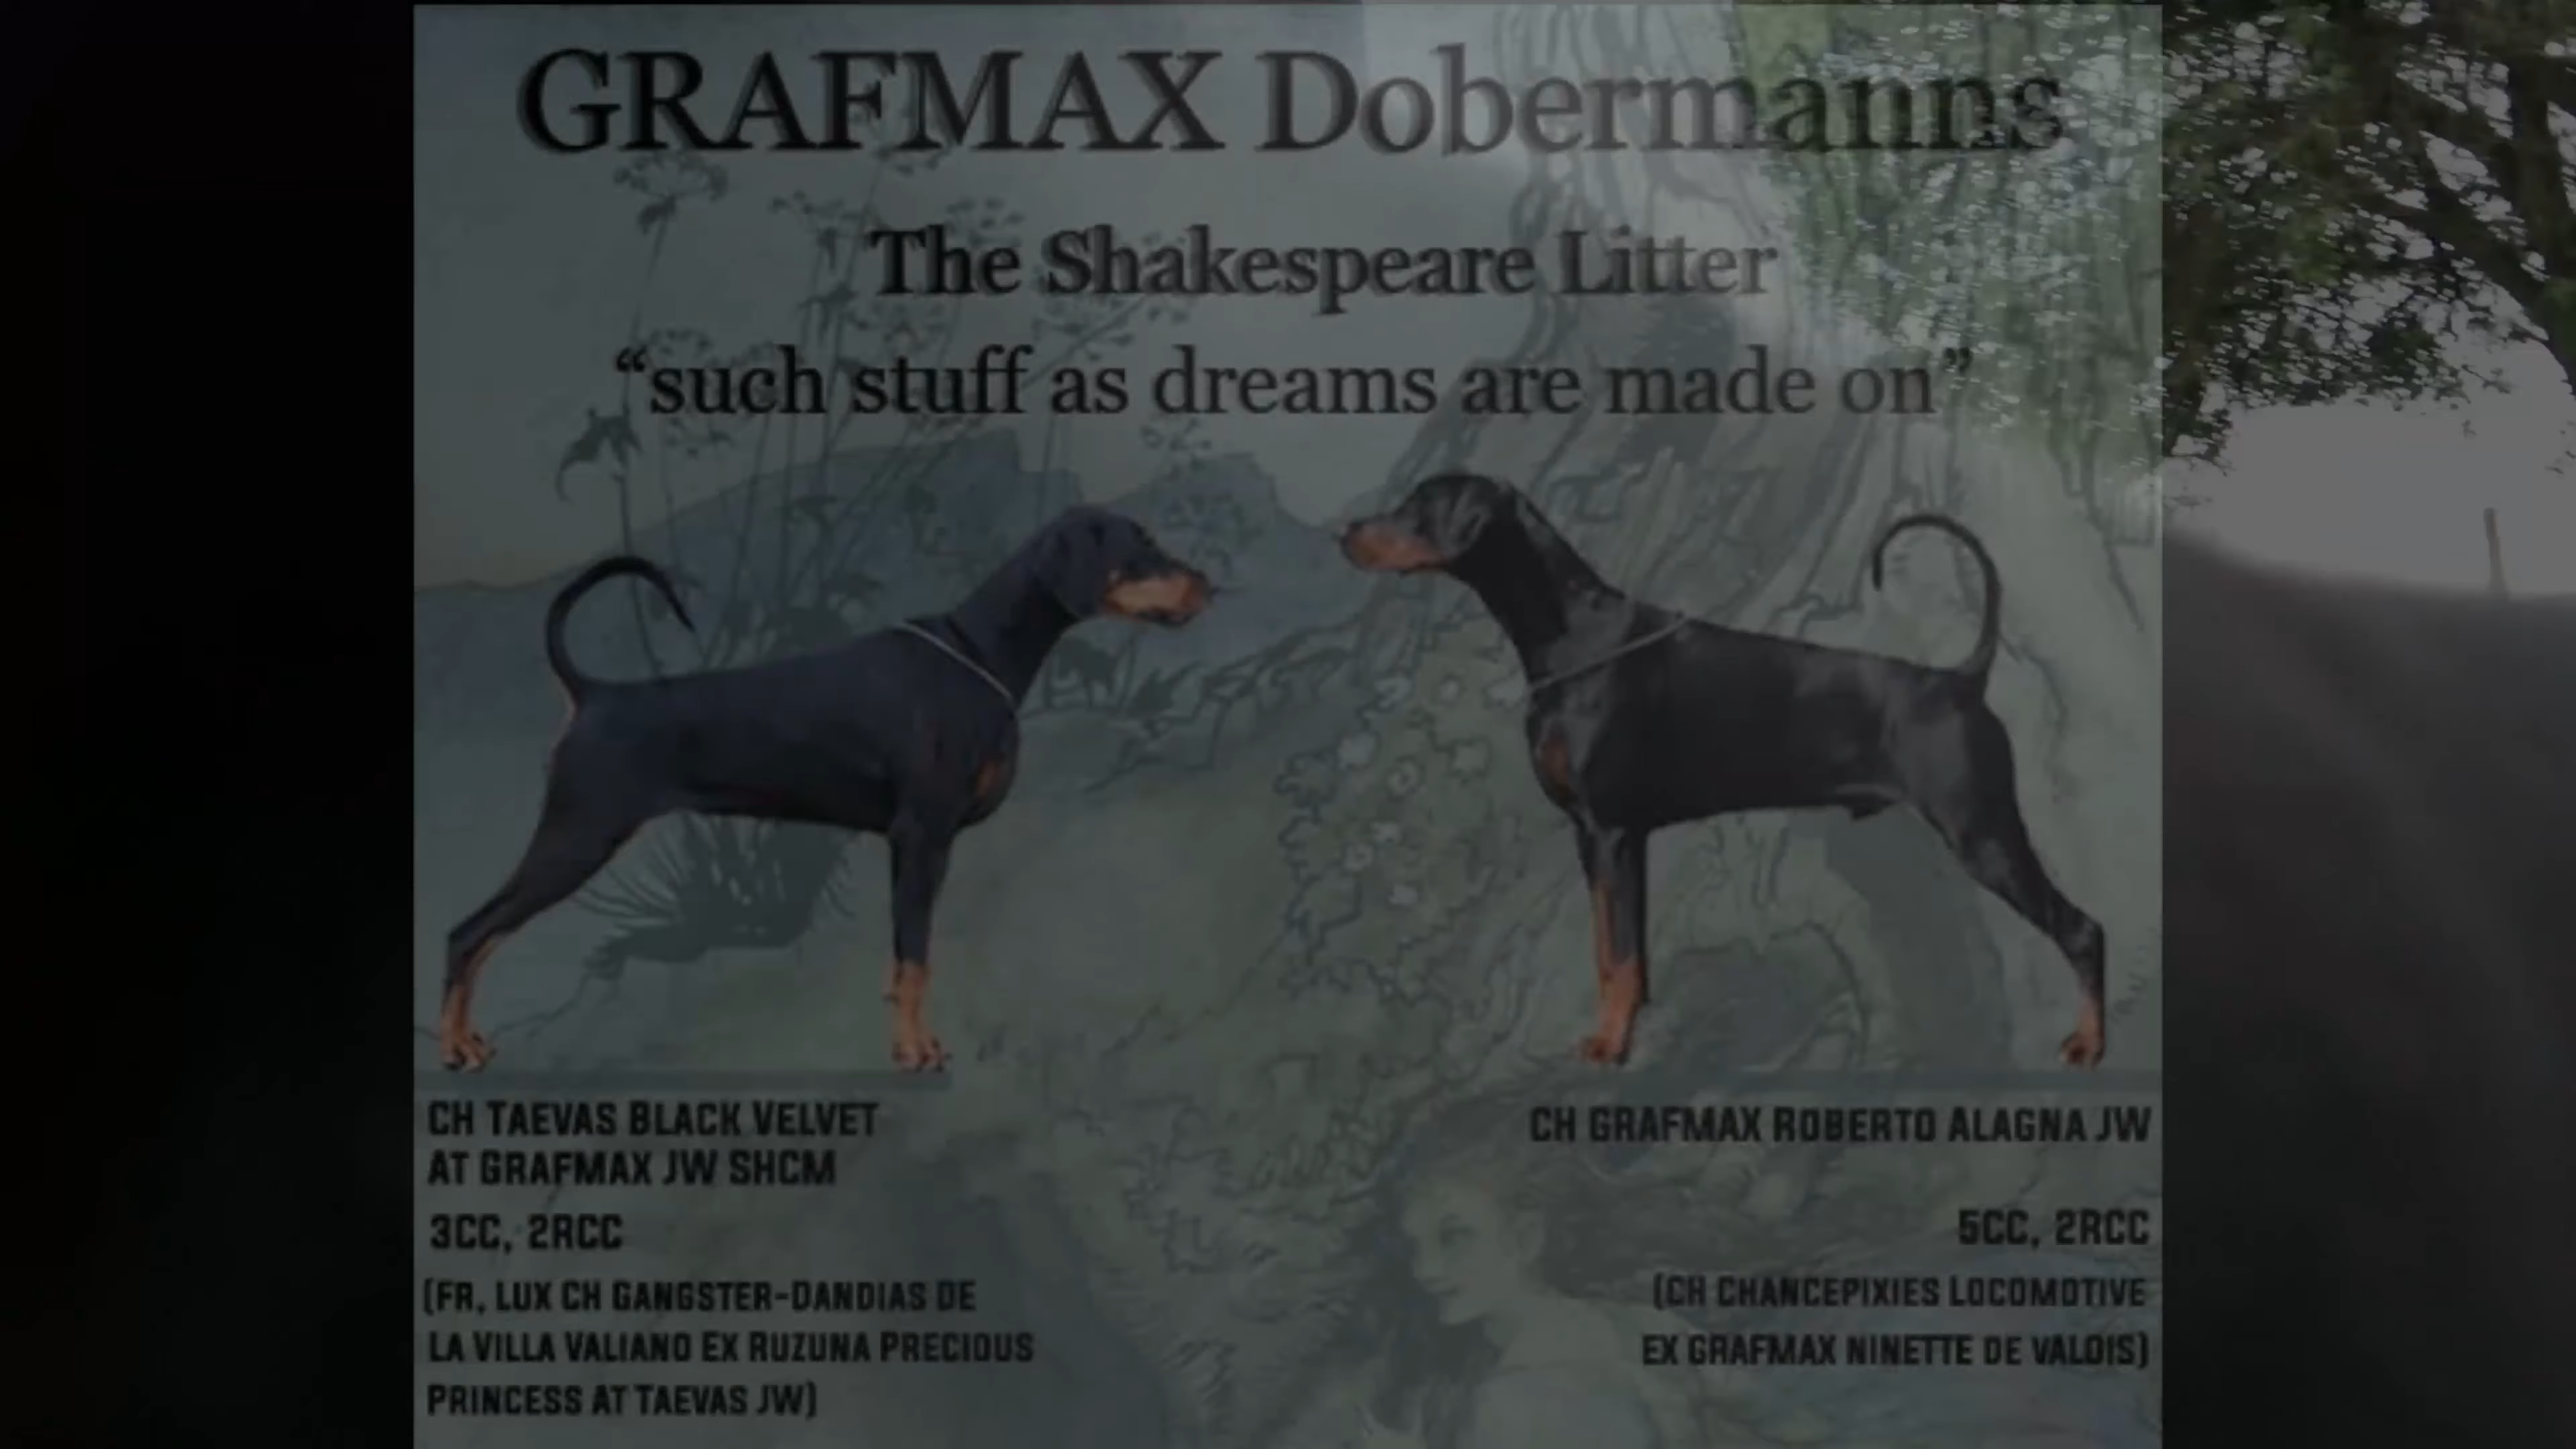 GRAFMAX Dobermanns
The Shakespeare Litter
“such stuff as dreams are made on”
CH TAEVAS BLACK VELVET
AT GRAFMAX JW SHCM
3CC, 2RCC
(FR, LUX CH GANGSTER-DANDIAS DE
LA VILLA VALIANO EX RUZUNA PRECIOUS
PRINCESS AT TAEVAS JW)
CH GRAFMAX ROBERTO ALAGNA JW
5CC, 2RCC
(CH CHANCEPIXIES LOCOMOTIVE
EX GRAFMAX NINETTE DE VALOIS)